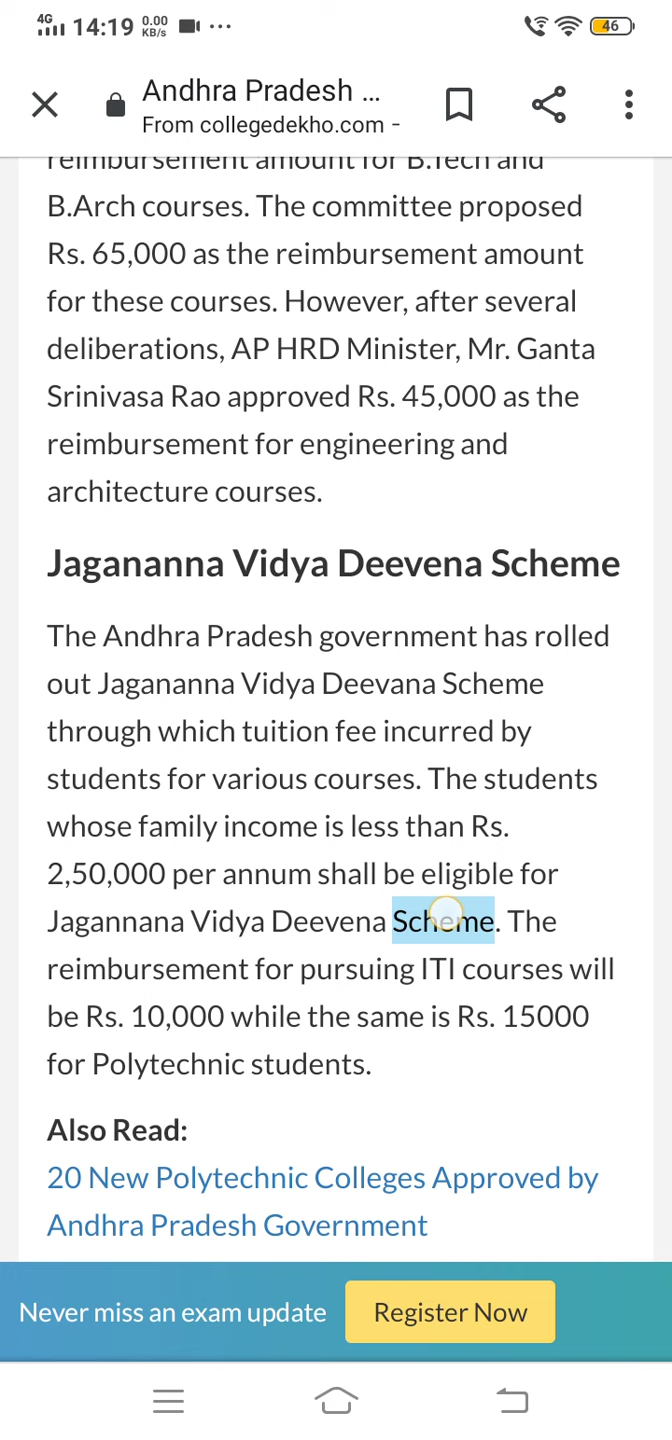 4G 14:19 0.00 KB/s 46
Andhra Pradesh ...
From collegedekho.com -
reimbursement amount for B.Tech and
B.Arch courses. The committee proposed
Rs. 65,000 as the reimbursement amount
for these courses. However, after several
deliberations, AP HRD Minister, Mr. Ganta
Srinivasa Rao approved Rs. 45,000 as the
reimbursement for engineering and
architecture courses.
Jagananna Vidya Deevena Scheme
The Andhra Pradesh government has rolled
out Jagananna Vidya Deevana Scheme
through which tuition fee incurred by
students for various courses. The students
whose family income is less than Rs.
2,50,000 per annum shall be eligible for
Jagannana Vidya Deevena Scheme. The
reimbursement for pursuing ITI courses will
be Rs. 10,000 while the same is Rs. 15000
for Polytechnic students.
Also Read:
20 New Polytechnic Colleges Approved by
Andhra Pradesh Government
Never miss an exam update Register Now